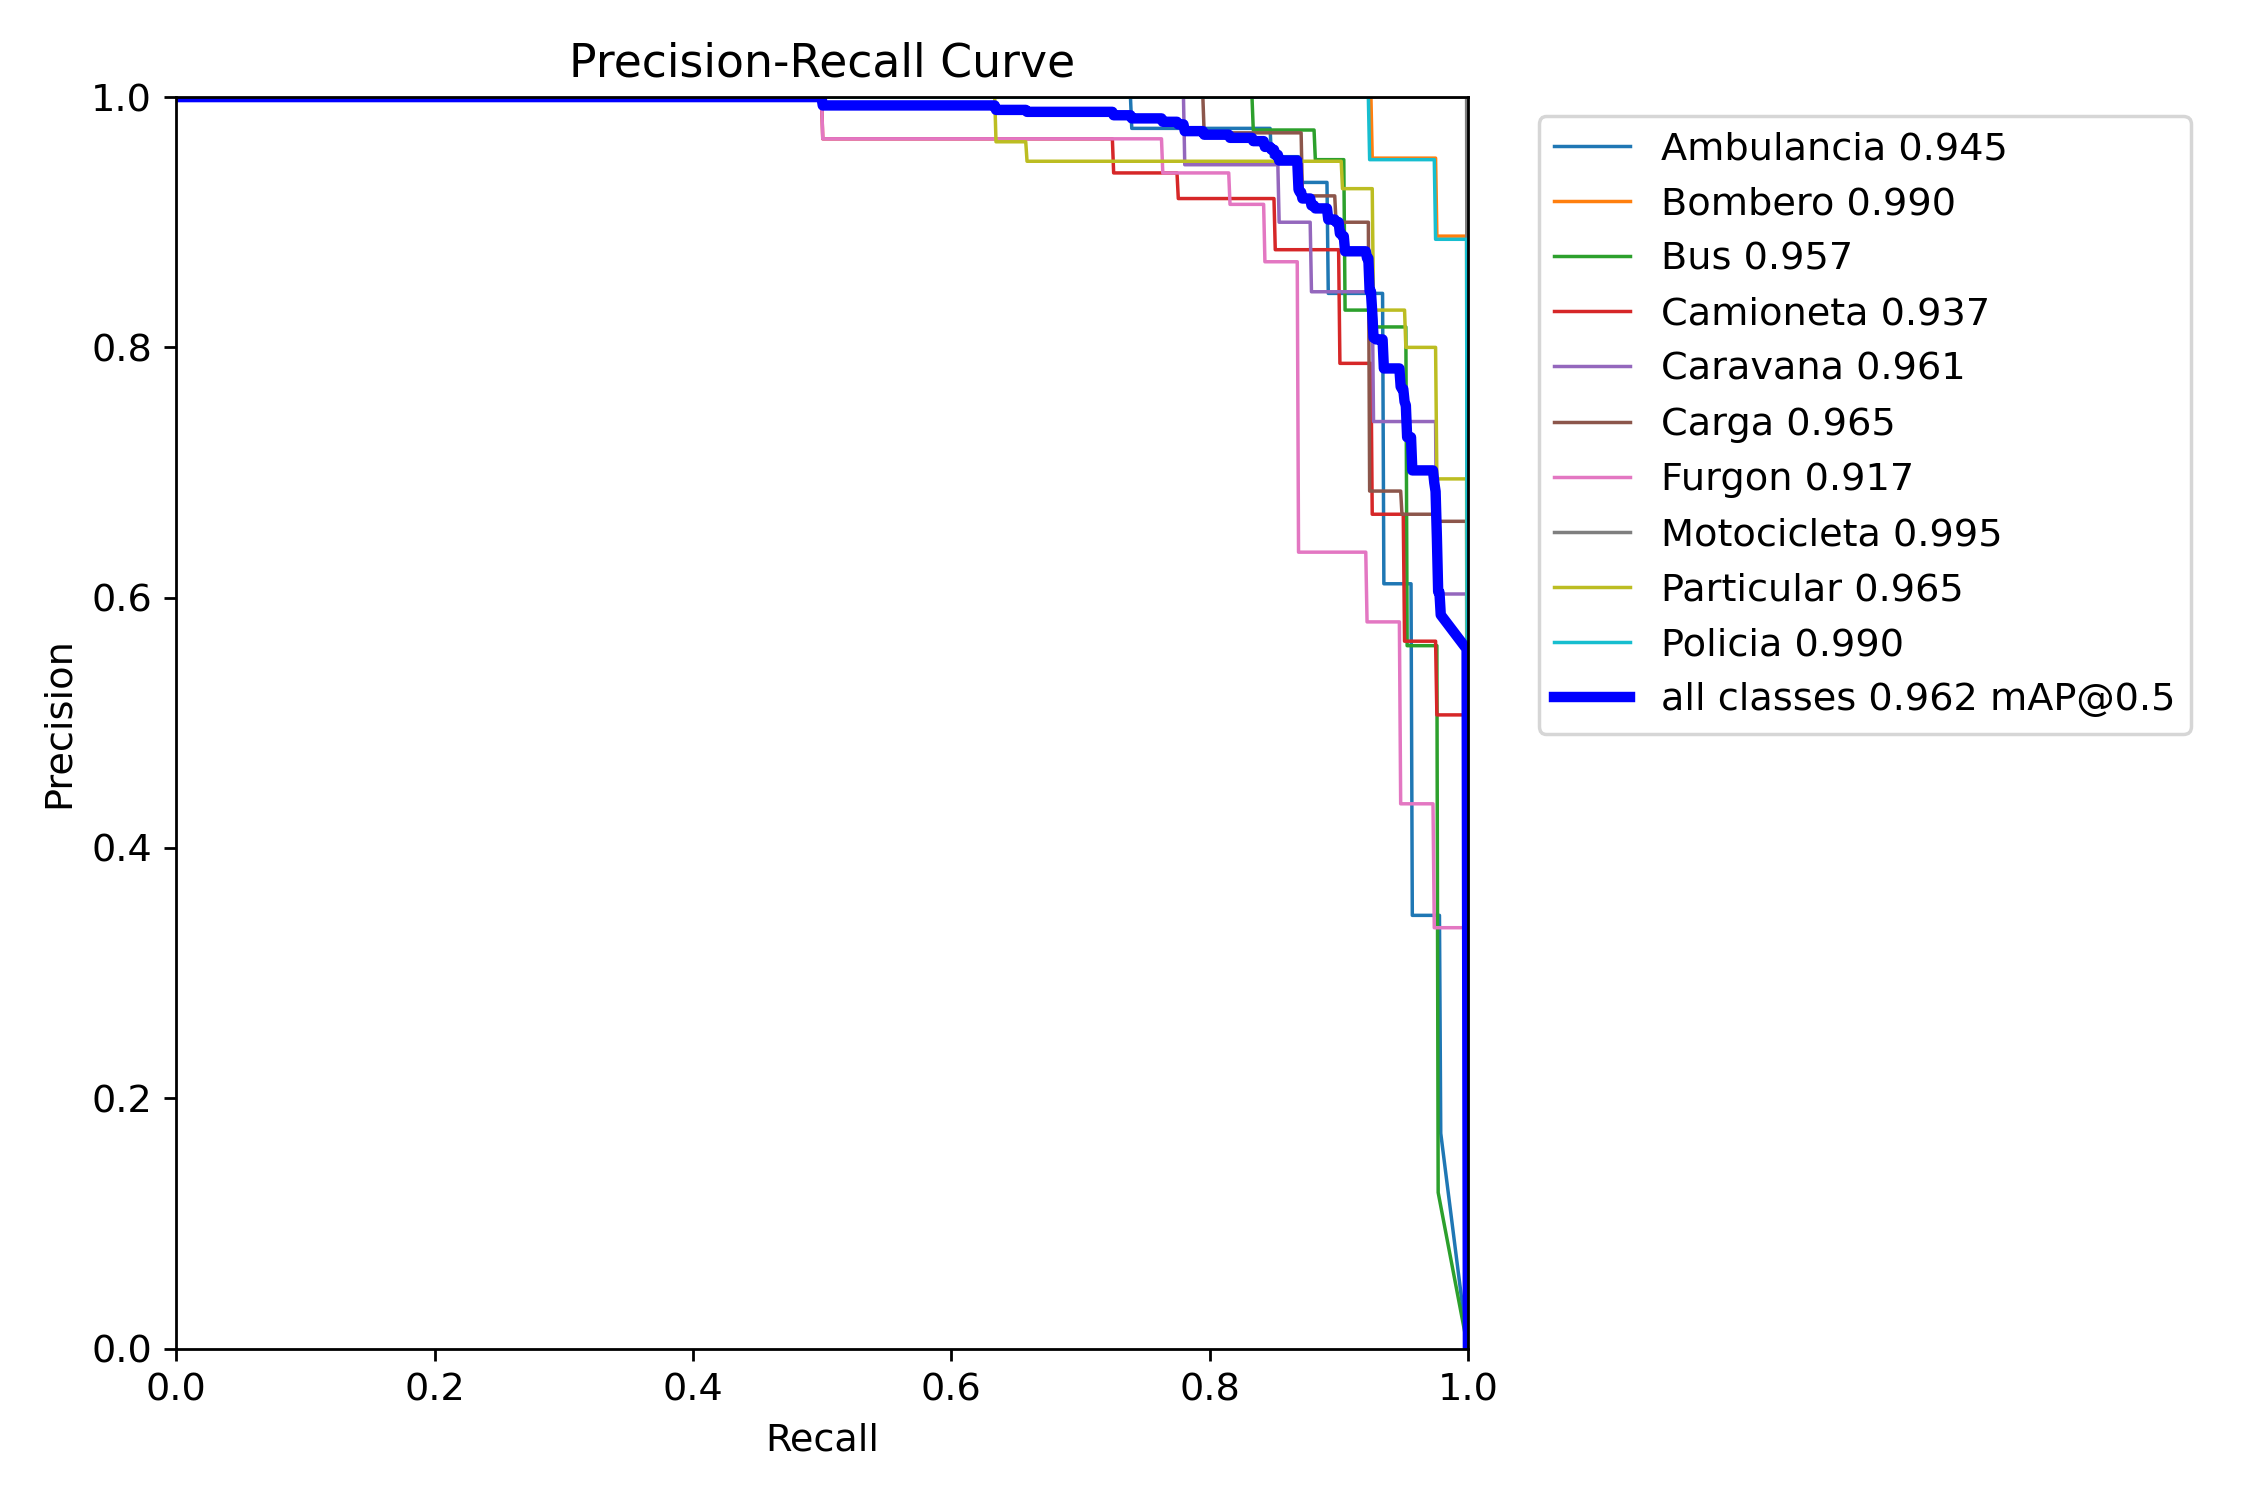 Precision-Recall Curve
1.0
0.8
0.6
0.4
0.2
0.0
Precision
0.0 0.2 0.4 0.6 0.8 1.0
Recall
Ambulancia 0.945
Bombero 0.990
Bus 0.957
Camioneta 0.937
Caravana 0.961
Carga 0.965
Furgon 0.917
Motocicleta 0.995
Particular 0.965
Policia 0.990
all classes 0.962 mAP@0.5